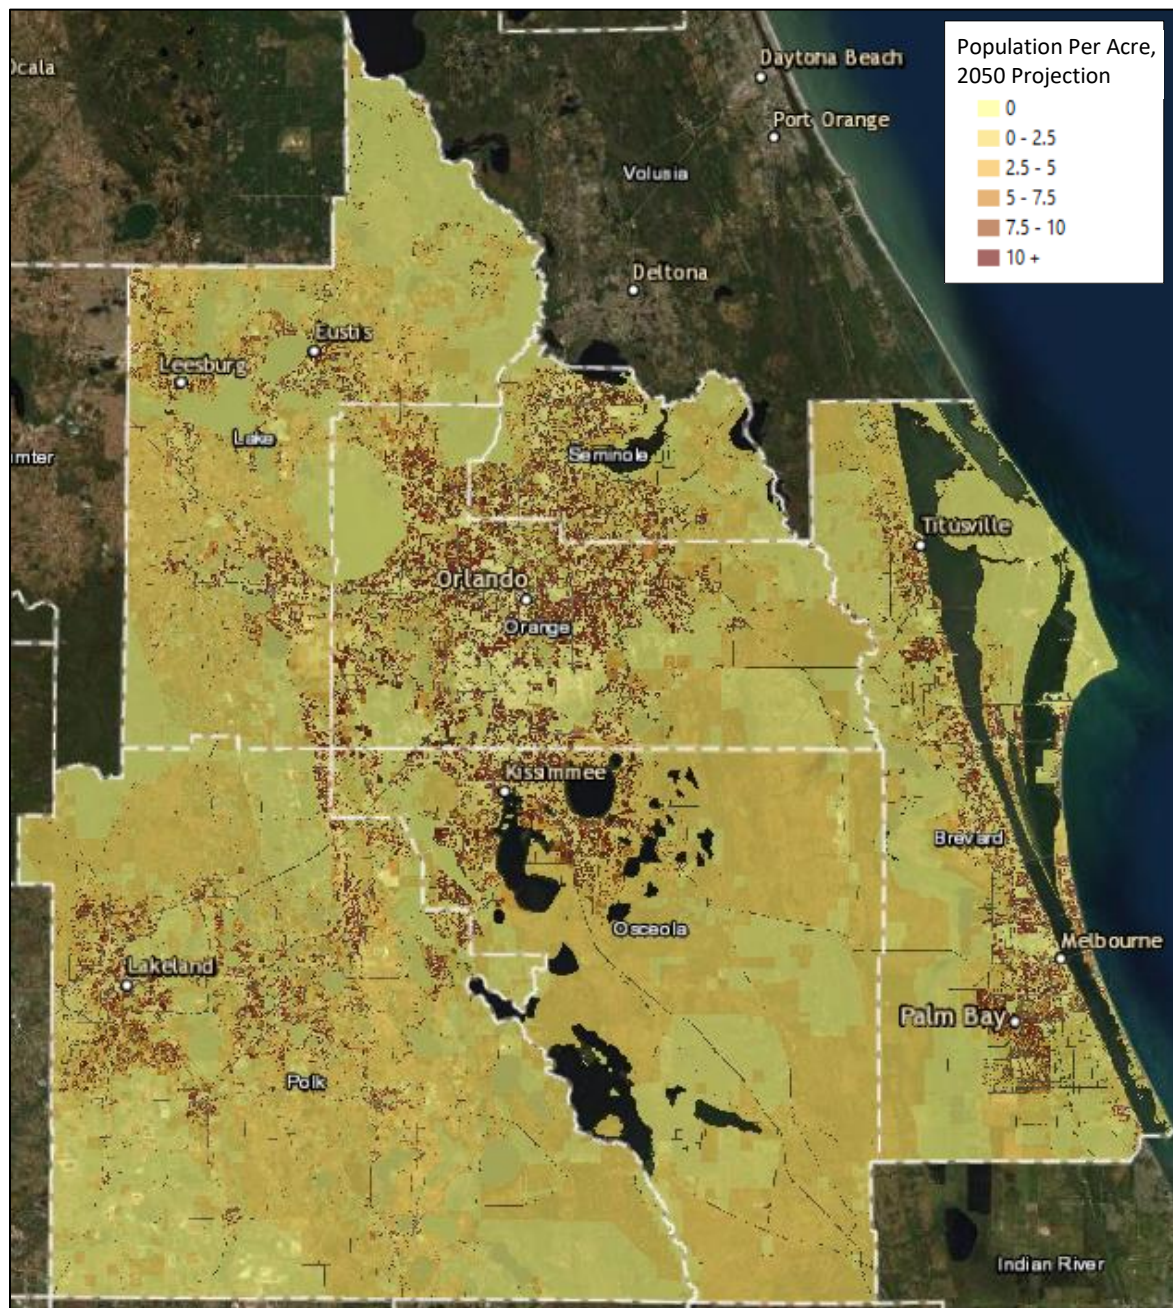 Population Per Acre,
2050 Projection
0
0 - 2.5
2.5 - 5
5 - 7.5
7.5 - 10
10 +
Daytona Beach
Ocala
Port Orange
Volusia
Deltona
Eustis
Leesburg
Lake
Seminole
mter
Titusville
Orlando
Orange
Kissimmee
Brevard
Osceola
Melbourne
Lakeland
Palm Bay
Polk
Indian River